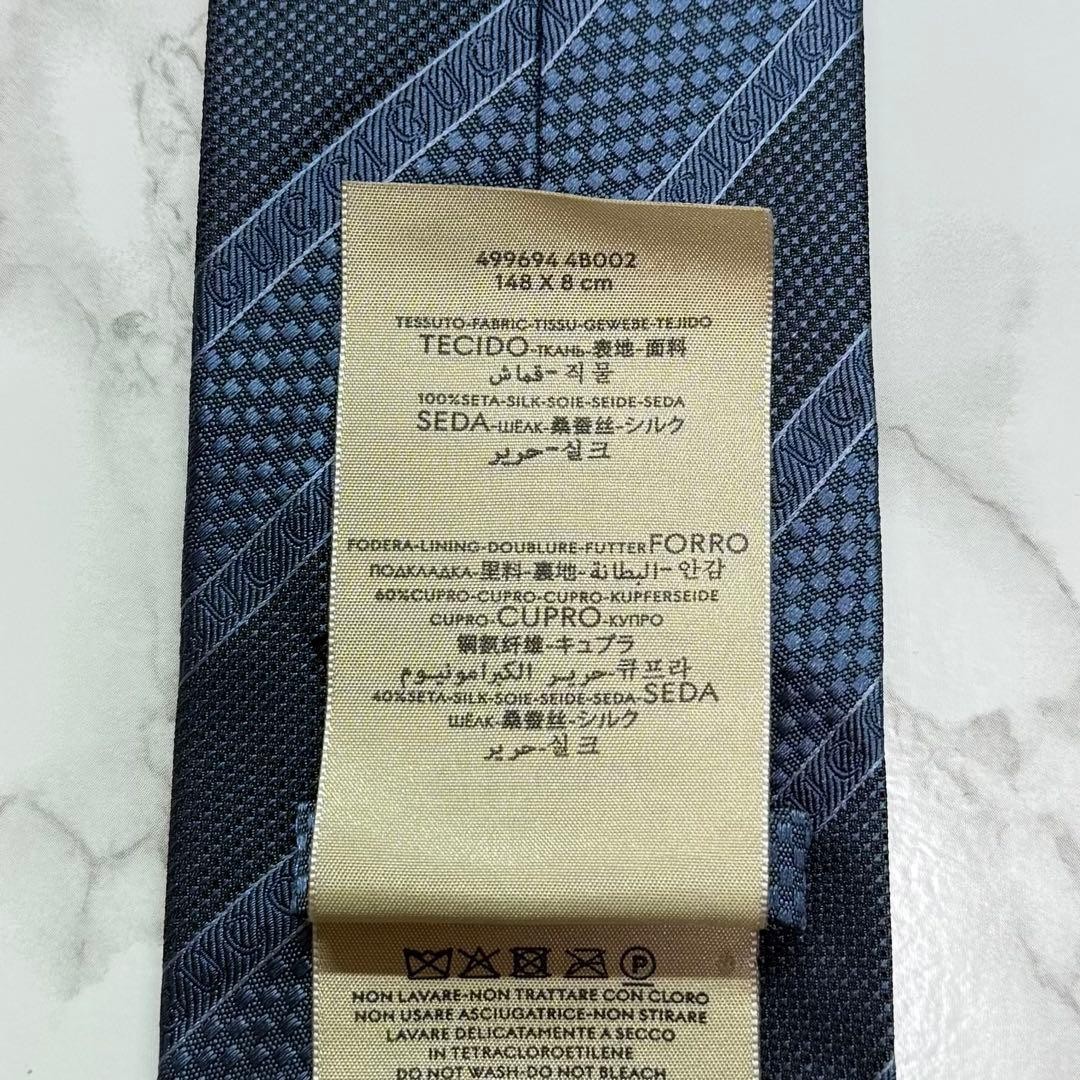 499694 4B002
148 X 8 cm
TESSUTO-FABRIC-TISSU-GEWEBE-TEJIDO
TECIDO-ТКАНЬ-表地-面料
قماش-직물
100%SETA-SILK-SOIE-SEIDE-SEDA
SEDA-ШЁЛК-桑蚕丝-シルク
حرير-실크
FODERA-LINING-DOUBLURE-FUTTER FORRO
ПОДКЛАДКА-里料-裏地-البطانة-안감
60%CUPRO-CUPRO-CUPRO-KUPFERSEIDE
CUPRO-CUPRO-КУПРО
铜氨纤维-キュプラ
حرير الكبرامونيوم-큐프라
40%SETA-SILK-SOIE-SEIDE-SEDA-SEDA
ШЁЛК-桑蚕丝-シルク
حرير-실크
P
NON LAVARE-NON TRATTARE CON CLORO
NON USARE ASCIUGATRICE-NON STIRARE
LAVARE DELICATAMENTE A SECCO
IN TETRACLOROETILENE
DO NOT WASH-DO NOT BLEACH
GUCCI